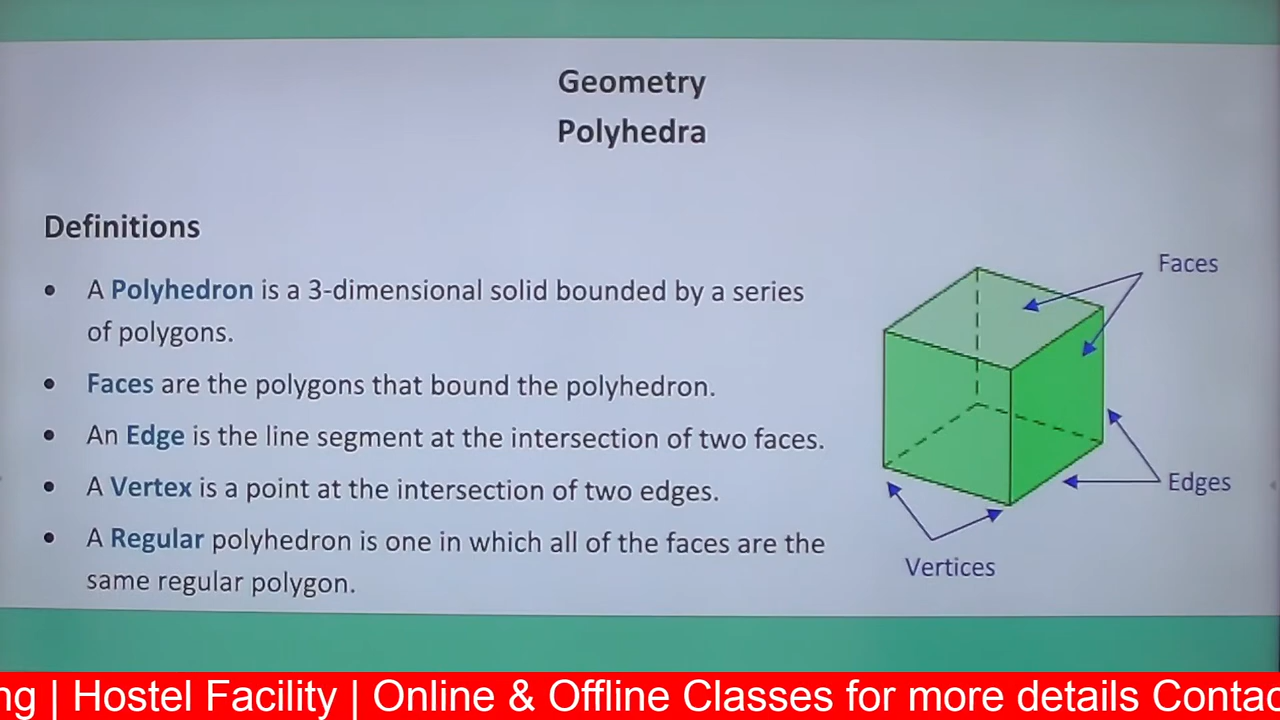 Geometry
Polyhedra
Definitions
• A Polyhedron is a 3-dimensional solid bounded by a series
of polygons.
• Faces are the polygons that bound the polyhedron.
• An Edge is the line segment at the intersection of two faces.
• A Vertex is a point at the intersection of two edges.
• A Regular polyhedron is one in which all of the faces are the
same regular polygon.
Faces
Edges
Vertices
ng | Hostel Facility | Online & Offline Classes for more details Contac